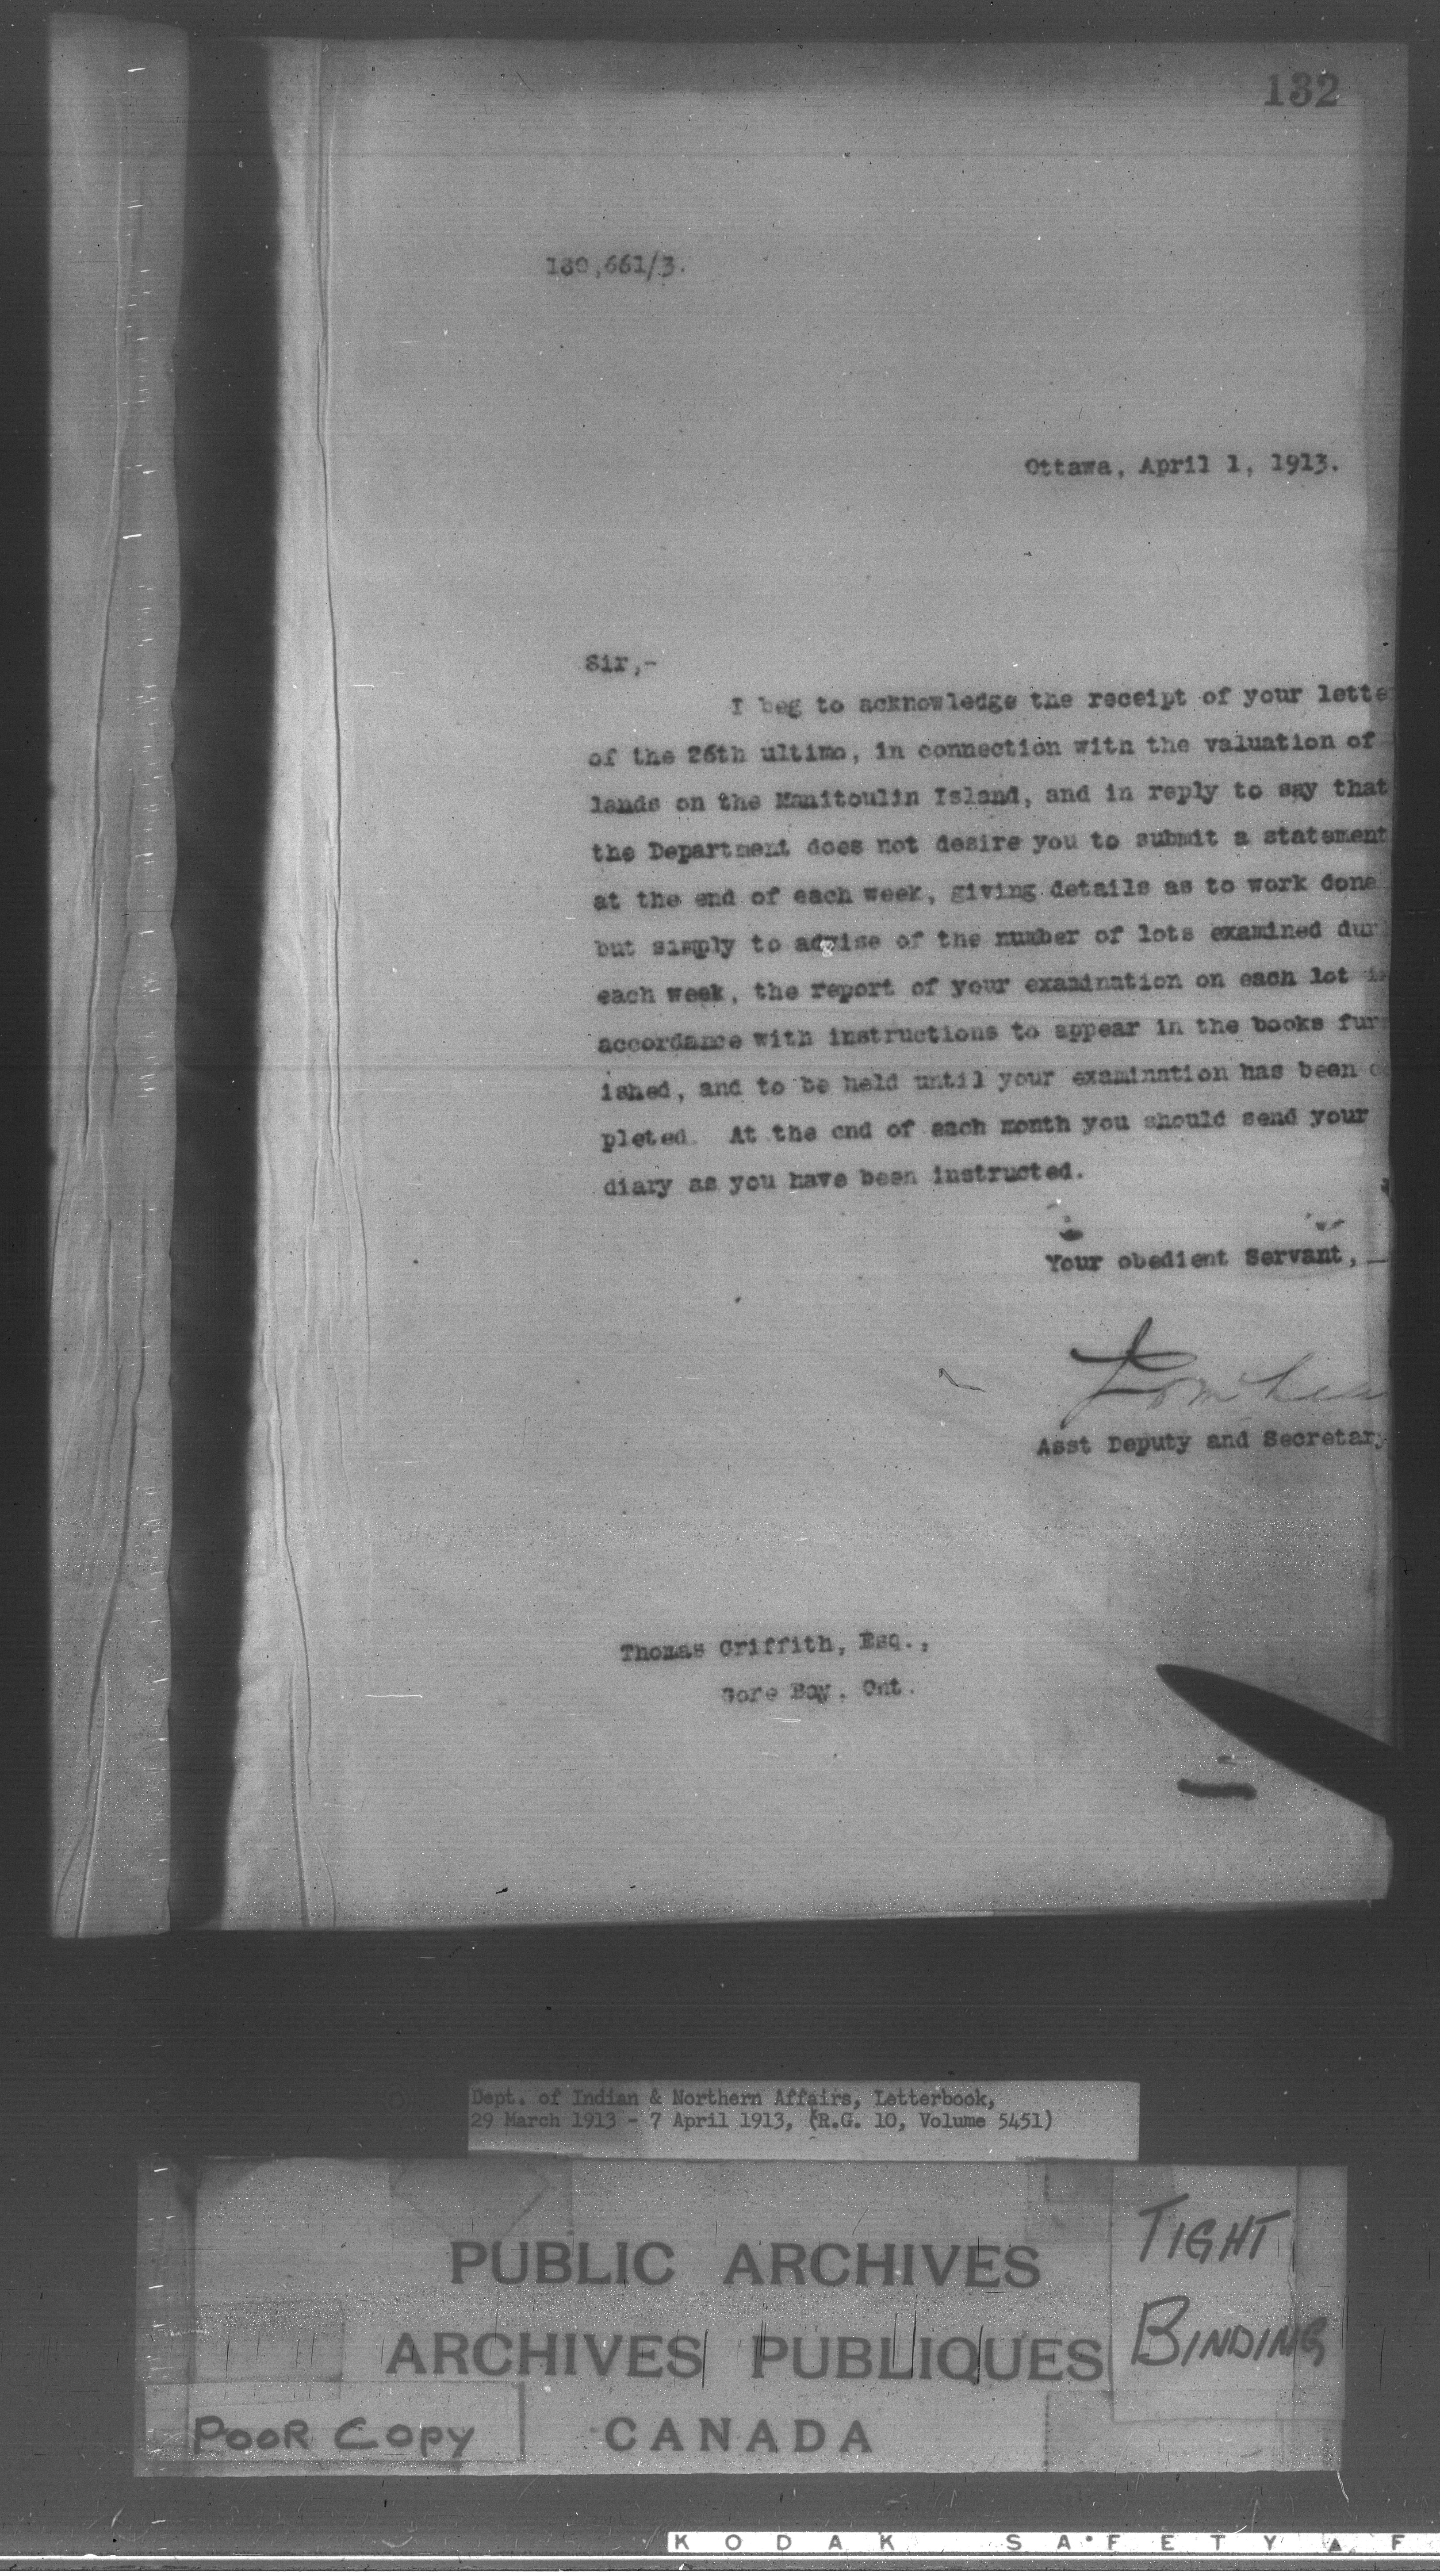 132
180,661/3.
Ottawa, April 1, 1913.
Sir,-
I beg to acknowledge the receipt of your lette
of the 26th ultimo, in connection with the valuation of
lands on the Manitoulin Island, and in reply to say that
the Department does not desire you to submit a statement
at the end of each week, giving details as to work done
but simply to advise of the number of lots examined dur
each week, the report of your examination on each lot i
accordance with instructions to appear in the books fur
ished, and to be held until your examination has been c
pleted. At the end of each month you should send your
diary as you have been instructed.
Your obedient Servant,
Asst Deputy and Secretary
Thomas Griffith, Esq.,
Gore Bay, Ont.
Dept. of Indian & Northern Affairs, Letterbook,
29 March 1913 - 7 April 1913, (R.G. 10, Volume 5451)
PUBLIC ARCHIVES
ARCHIVES PUBLIQUES
CANADA
TIGHT
BINDING
POOR COPY
KODAK SAFETY F